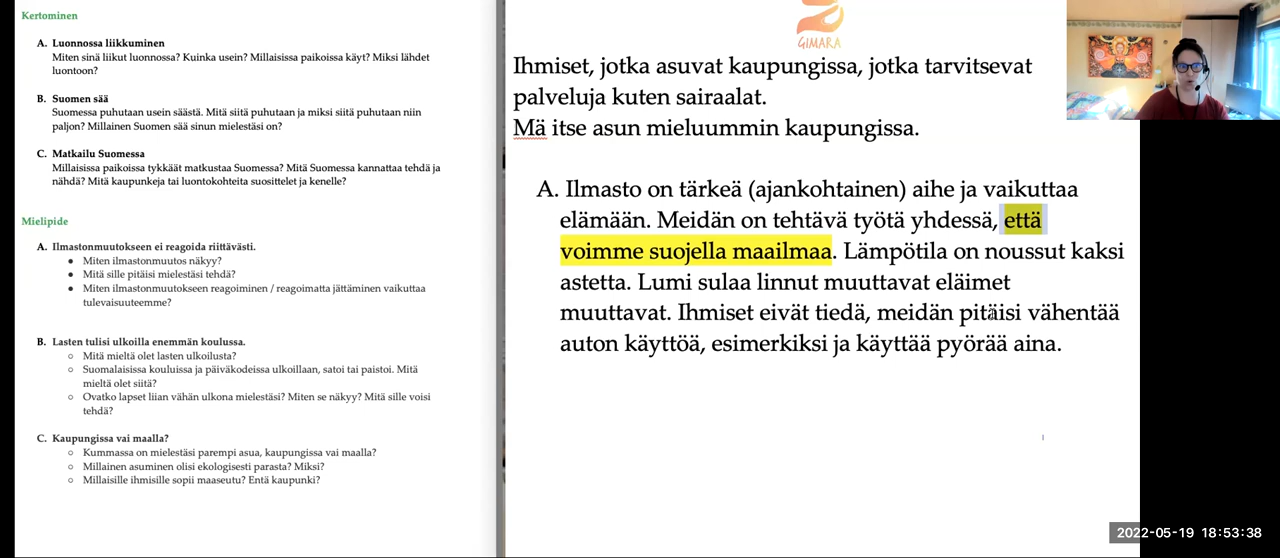 Kertominen
A. Luonnossa liikkuminen
Miten sinä liikut luonnossa? Kuinka usein? Millaisissa paikoissa käyt? Miksi lähdet
luontoon?
B. Suomen sää
Suomessa puhutaan usein säästä. Mitä siitä puhutaan ja miksi siitä puhutaan niin
paljon? Millainen Suomen sää sinun mielestäsi on?
C. Matkailu Suomessa
Millaisissa paikoissa tykkäät matkustaa Suomessa? Mitä Suomessa kannattaa tehdä ja
nähdä? Mitä kaupunkeja tai luontokohteita suosittelet ja kenelle?
Mielipide
A. Ilmastonmuutokseen ei reagoida riittävästi.
● Miten ilmastonmuutos näkyy?
● Mitä sille pitäisi mielestäsi tehdä?
● Miten ilmastonmuutokseen reagoiminen / reagoimatta jättäminen vaikuttaa
tulevaisuuteemme?
B. Lasten tulisi ulkoilla enemmän koulussa.
○ Mitä mieltä olet lasten ulkoilusta?
○ Suomalaisissa kouluissa ja päiväkodeissa ulkoillaan, satoi tai paistoi. Mitä
mieltä olet siitä?
○ Ovatko lapset liian vähän ulkona mielestäsi? Miten se näkyy? Mitä sille voisi
tehdä?
C. Kaupungissa vai maalla?
○ Kummassa on mielestäsi parempi asua, kaupungissa vai maalla?
○ Millainen asuminen olisi ekologisesti parasta? Miksi?
○ Millaisille ihmisille sopii maaseutu? Entä kaupunki?
GIMARA
Ihmiset, jotka asuvat kaupungissa, jotka tarvitsevat
palveluja kuten sairaalat.
Mä itse asun mieluummin kaupungissa.
A. Ilmasto on tärkeä (ajankohtainen) aihe ja vaikuttaa
elämään. Meidän on tehtävä työtä yhdessä, että
voimme suojella maailmaa. Lämpötila on noussut kaksi
astetta. Lumi sulaa linnut muuttavat eläimet
muuttavat. Ihmiset eivät tiedä, meidän pitäisi vähentää
auton käyttöä, esimerkiksi ja käyttää pyörää aina.
2022-05-19 18:53:38